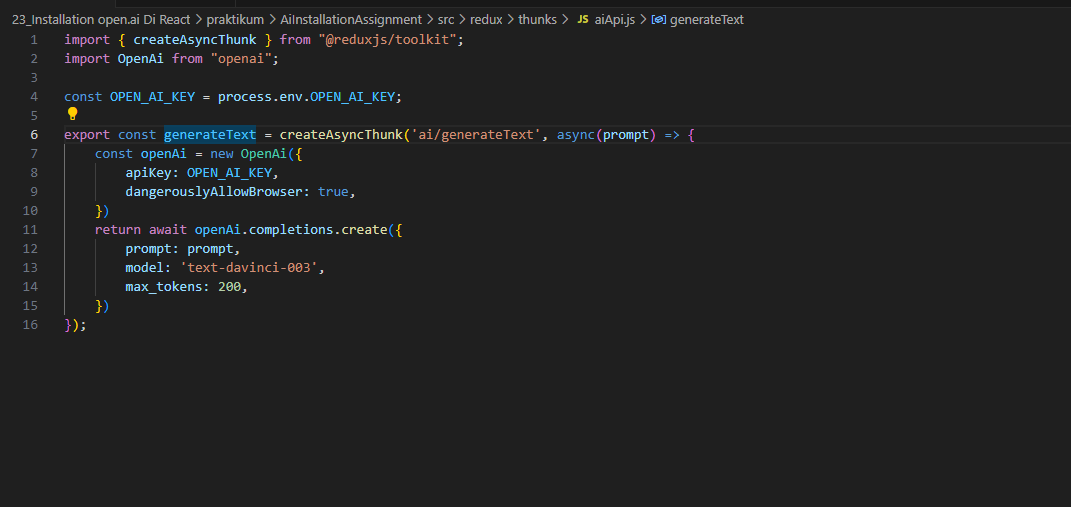 23_Installation open.ai Di React > praktikum > AiInstallationAssignment > src > redux > thunks > JS aiApi.js > generateText
1 import { createAsyncThunk } from "@reduxjs/toolkit";
2 import OpenAi from "openai";
3
4 const OPEN_AI_KEY = process.env.OPEN_AI_KEY;
5
6 export const generateText = createAsyncThunk('ai/generateText', async(prompt) => {
7     const openAi = new OpenAi({
8         apiKey: OPEN_AI_KEY,
9         dangerouslyAllowBrowser: true,
10     })
11     return await openAi.completions.create({
12         prompt: prompt,
13         model: 'text-davinci-003',
14         max_tokens: 200,
15     })
16 });